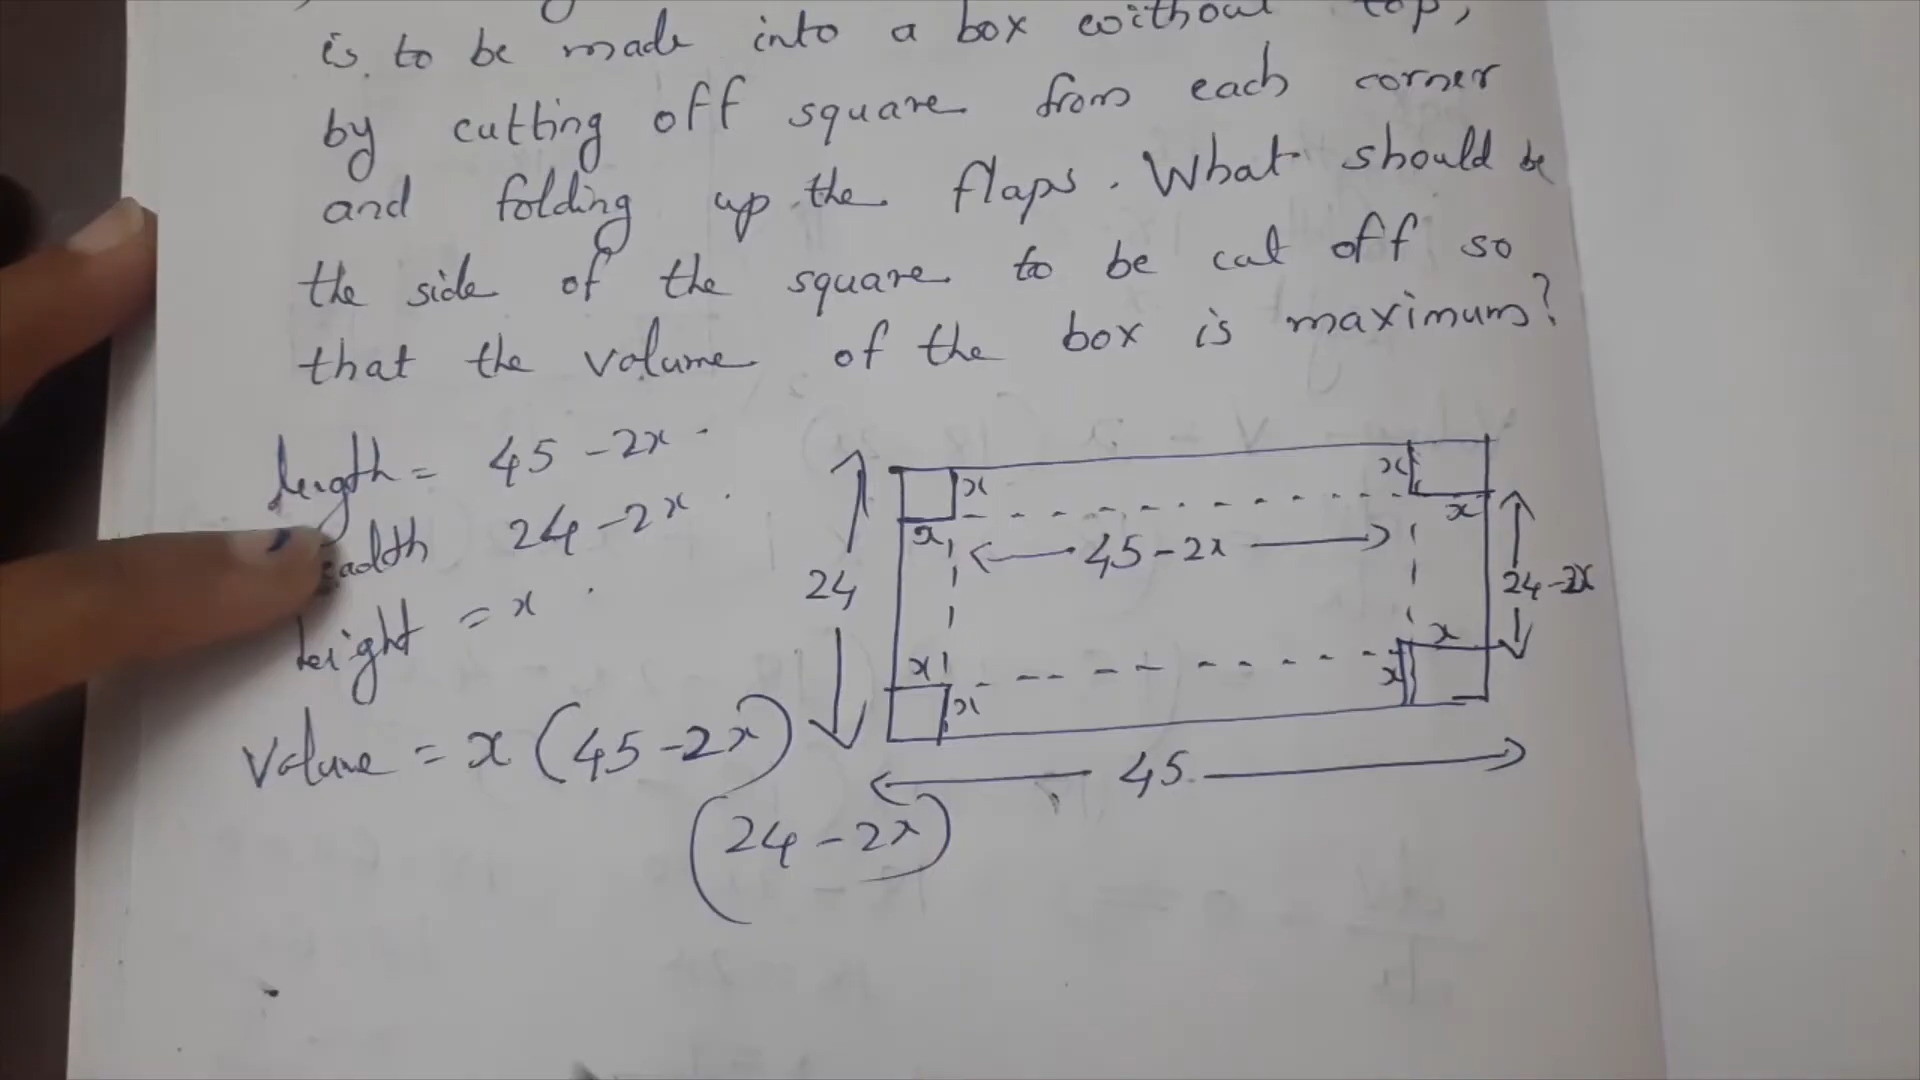 is to be made into a box without top,
by cutting off square from each corner
and folding up the flaps. What should be
the side of the square to be cut off so
that the volume of the box is maximum?
length = 45 - 2x
24 - 2x
height = x
Volume = x (45 - 2x)
(24 - 2x)
x
x
x
x
45 - 2x
24
24 - 2x
x
x
x
x
45